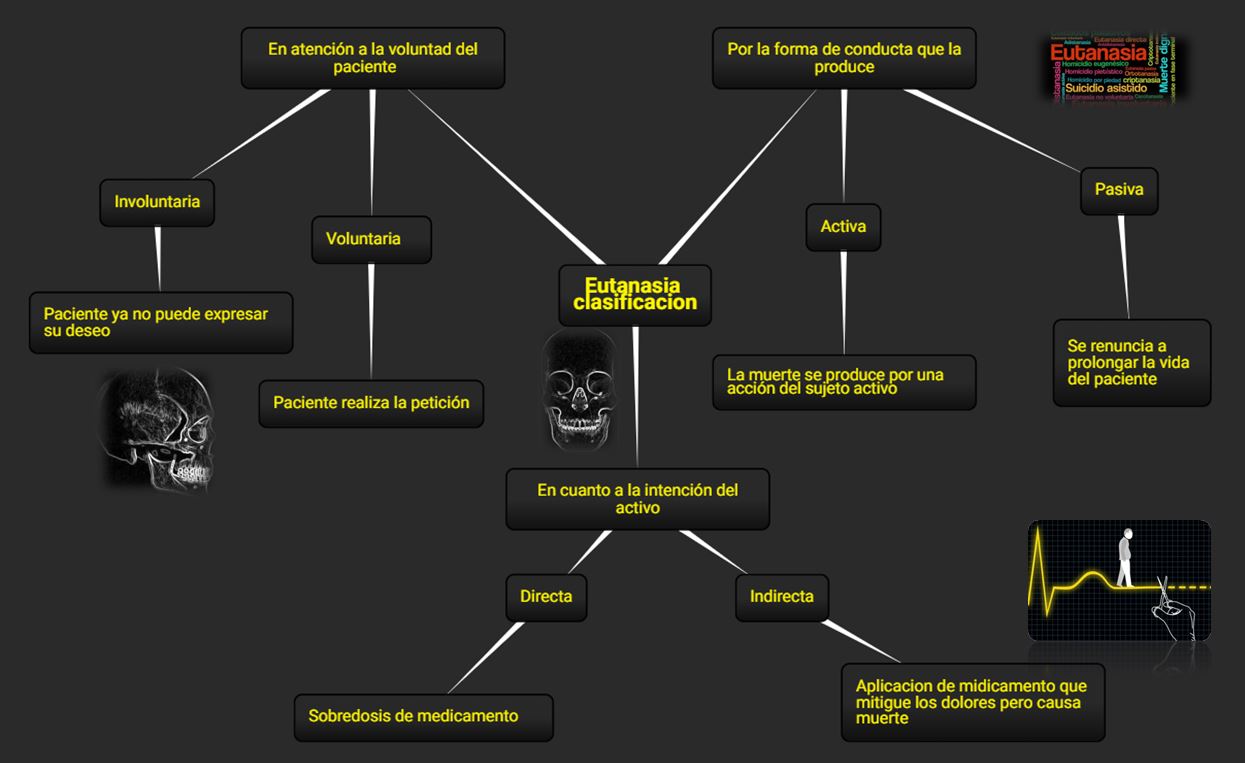 En atención a la voluntad del
paciente
Por la forma de conducta que la
produce
Eutanasia directa
Eutanasia
Homicidio eugenésico
Homicidio pietístico
Ortotanasia
Homicidio por piedad
criptanasia
Suicidio asistido
Eutanasia no voluntaria
Muerte dign
Involuntaria
Voluntaria
Activa
Pasiva
Eutanasia
clasificacion
Paciente ya no puede expresar
su deseo
Paciente realiza la petición
La muerte se produce por una
acción del sujeto activo
Se renuncia a
prolongar la vida
del paciente
En cuanto a la intención del
activo
Directa
Indirecta
Sobredosis de medicamento
Aplicacion de midicamento que
mitigue los dolores pero causa
muerte